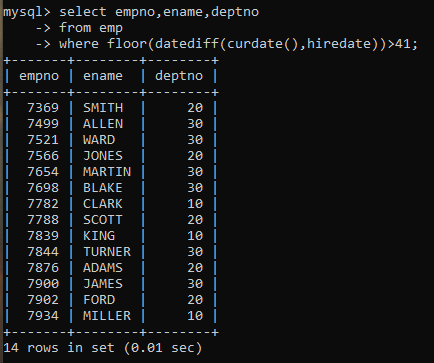 mysql> select empno,ename,deptno
    -> from emp
    -> where floor(datediff(curdate(),hiredate))>41;
+-------+--------+--------+
| empno | ename  | deptno |
+-------+--------+--------+
|  7369 | SMITH  |     20 |
|  7499 | ALLEN  |     30 |
|  7521 | WARD   |     30 |
|  7566 | JONES  |     20 |
|  7654 | MARTIN |     30 |
|  7698 | BLAKE  |     30 |
|  7782 | CLARK  |     10 |
|  7788 | SCOTT  |     20 |
|  7839 | KING   |     10 |
|  7844 | TURNER |     30 |
|  7876 | ADAMS  |     20 |
|  7900 | JAMES  |     30 |
|  7902 | FORD   |     20 |
|  7934 | MILLER |     10 |
+-------+--------+--------+
14 rows in set (0.01 sec)